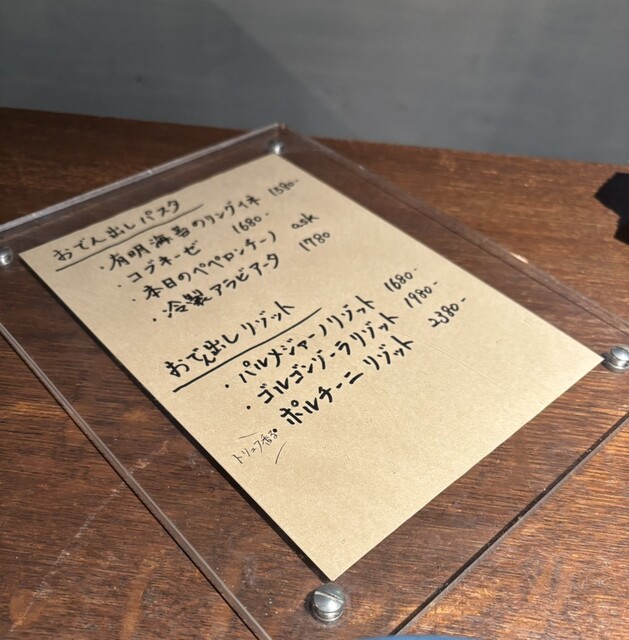 おでん出しパスタ
・有明海苔のリングイネ 1580-
・コヅキーゼ 1680-
・本日のペペロンチーノ ask
・冷製アラビアータ 1780
おでん出しリゾット
・パルメジャーノリゾット 1680-
・ゴルゴンゾーラリゾット 1980-
トリュフ香る ポルチーニリゾット 2380-